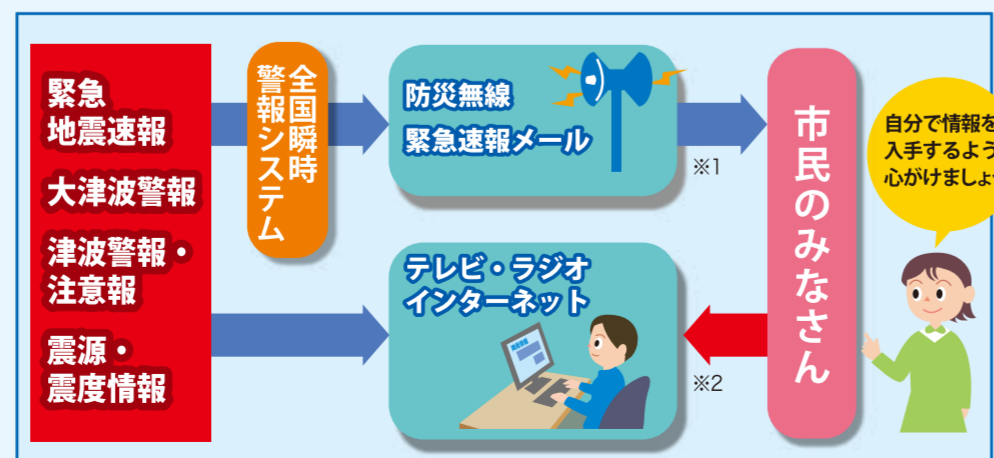 緊急
地震速報
大津波警報
津波警報・
注意報
震源・
震度情報
全国瞬時
警報システム
防災無線
緊急速報メール
※1
テレビ・ラジオ
インターネット
※2
市民のみなさん
自分で情報を
入手するよう
心がけましょ